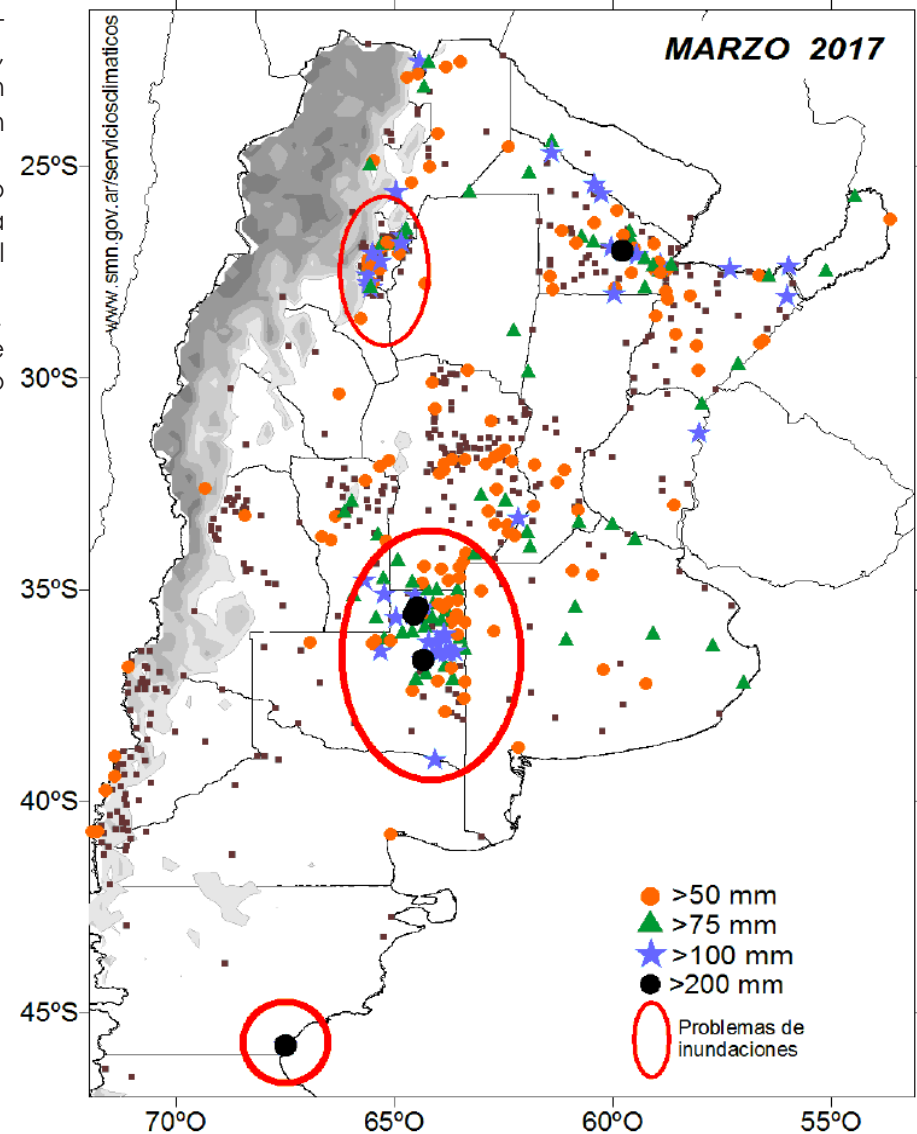 MARZO 2017
www.smn.gov.ar/serviciosclimaticos
25ºS
30ºS
35ºS
40ºS
45ºS
>50 mm
>75 mm
>100 mm
>200 mm
Problemas de
inundaciones
70ºO
65ºO
60ºO
55ºO